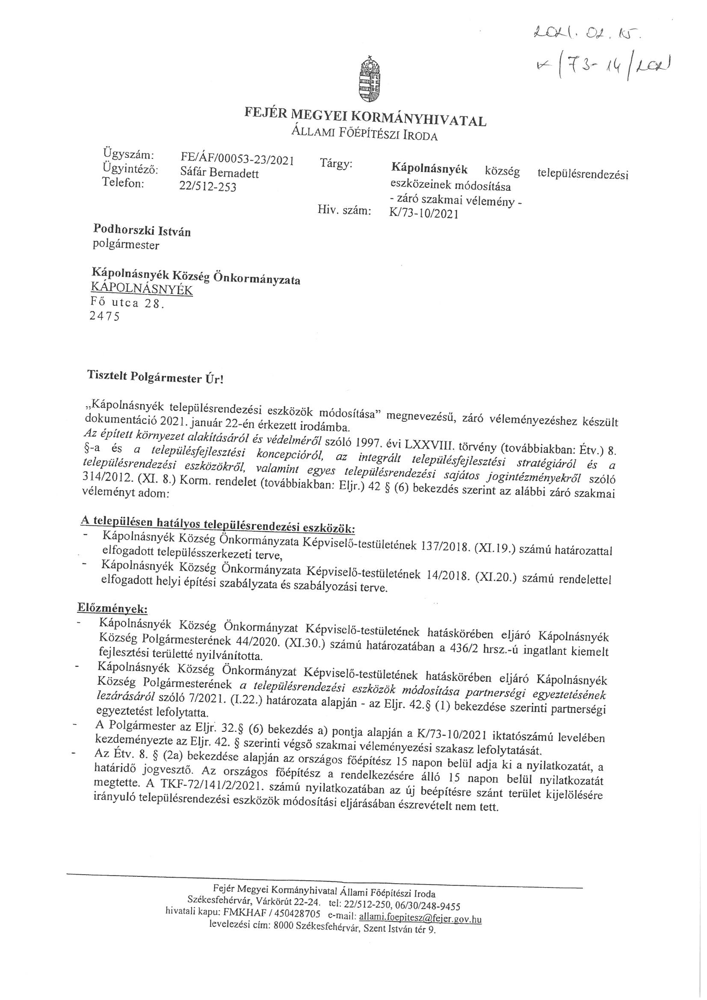 2021. 02. 15.
K/73-14/2021
FEJÉR MEGYEI KORMÁNYHIVATAL
ÁLLAMI FŐÉPÍTÉSZI IRODA
Ügyszám: FE/ÁF/00053-23/2021
Ügyintéző: Sáfár Bernadett
Telefon: 22/512-253
Tárgy: Kápolnásnyék község településrendezési
eszközeinek módosítása
- záró szakmai vélemény -
Hiv. szám: K/73-10/2021
Podhorszki István
polgármester
Kápolnásnyék Község Önkormányzata
KÁPOLNÁSNYÉK
Fő utca 28.
2475
Tisztelt Polgármester Úr!
„Kápolnásnyék településrendezési eszközök módosítása” megnevezésű, záró véleményezéshez készült
dokumentáció 2021. január 22-én érkezett irodámba.
Az épített környezet alakításáról és védelméről szóló 1997. évi LXXVIII. törvény (továbbiakban: Étv.) 8.
§-a és a településfejlesztési koncepcióról, az integrált településfejlesztési stratégiáról és a
településrendezési eszközökről, valamint egyes településrendezési sajátos jogintézményekről szóló
314/2012. (XI. 8.) Korm. rendelet (továbbiakban: Eljr.) 42 § (6) bekezdés szerint az alábbi záró szakmai
véleményt adom:
A településen hatályos településrendezési eszközök:
- Kápolnásnyék Község Önkormányzata Képviselő-testületének 137/2018. (XI.19.) számú határozattal
elfogadott településszerkezeti terve,
- Kápolnásnyék Község Önkormányzata Képviselő-testületének 14/2018. (XI.20.) számú rendelettel
elfogadott helyi építési szabályzata és szabályozási terve.
Előzmények:
- Kápolnásnyék Község Önkormányzat Képviselő-testületének hatáskörében eljáró Kápolnásnyék
Község Polgármesterének 44/2020. (XI.30.) számú határozatában a 436/2 hrsz.-ú ingatlant kiemelt
fejlesztési területté nyilvánította.
- Kápolnásnyék Község Önkormányzat Képviselő-testületének hatáskörében eljáró Kápolnásnyék
Község Polgármesterének a településrendezési eszközök módosítása partnerségi egyeztetésének
lezárásáról szóló 7/2021. (I.22.) határozata alapján - az Eljr. 42.§ (1) bekezdése szerinti partnerségi
egyeztetést lefolytatta.
- A Polgármester az Eljr. 32.§ (6) bekezdés a) pontja alapján a K/73-10/2021 iktatószámú levelében
kezdeményezte az Eljr. 42. § szerinti végső szakmai véleményezési szakasz lefolytatását.
- Az Étv. 8. § (2a) bekezdése alapján az országos főépítész 15 napon belül adja ki a nyilatkozatát, a
határidő jogvesztő. Az országos főépítész a rendelkezésére álló 15 napon belül nyilatkozatát
megtette. A TKF-72/141/2/2021. számú nyilatkozatában az új beépítésre szánt terület kijelölésére
irányuló településrendezési eszközök módosítási eljárásában észrevételt nem tett.
Fejér Megyei Kormányhivatal Állami Főépítészi Iroda
Székesfehérvár, Várkörút 22-24. tel: 22/512-250, 06/30/248-9455
hivatali kapu: FMKHAF / 450428705 e-mail: allami.foepitesz@fejer.gov.hu
levelezési cím: 8000 Székesfehérvár, Szent István tér 9.